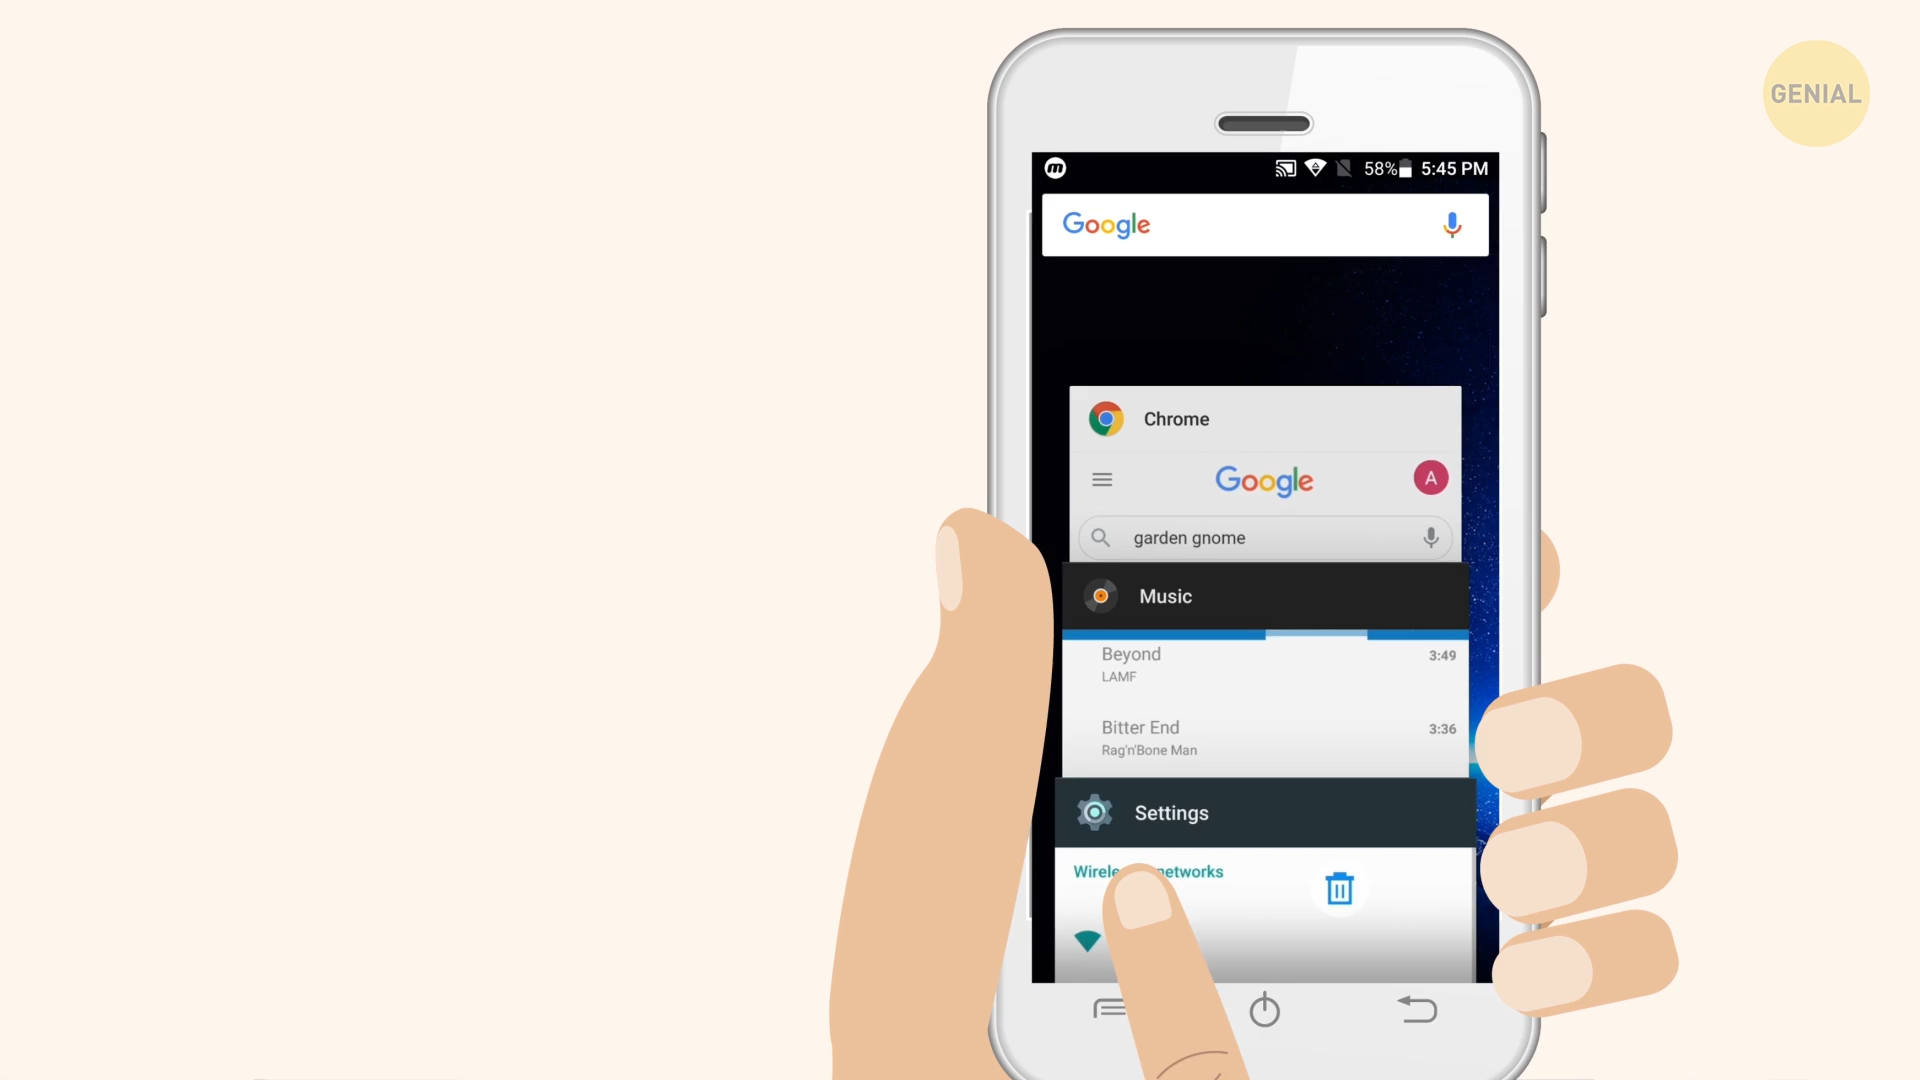 GENIAL
58% 5:45 PM
Google
Chrome
Google
A
garden gnome
Music
Beyond 3:49
LAMF
Bitter End 3:36
Rag'n'Bone Man
Settings
networks